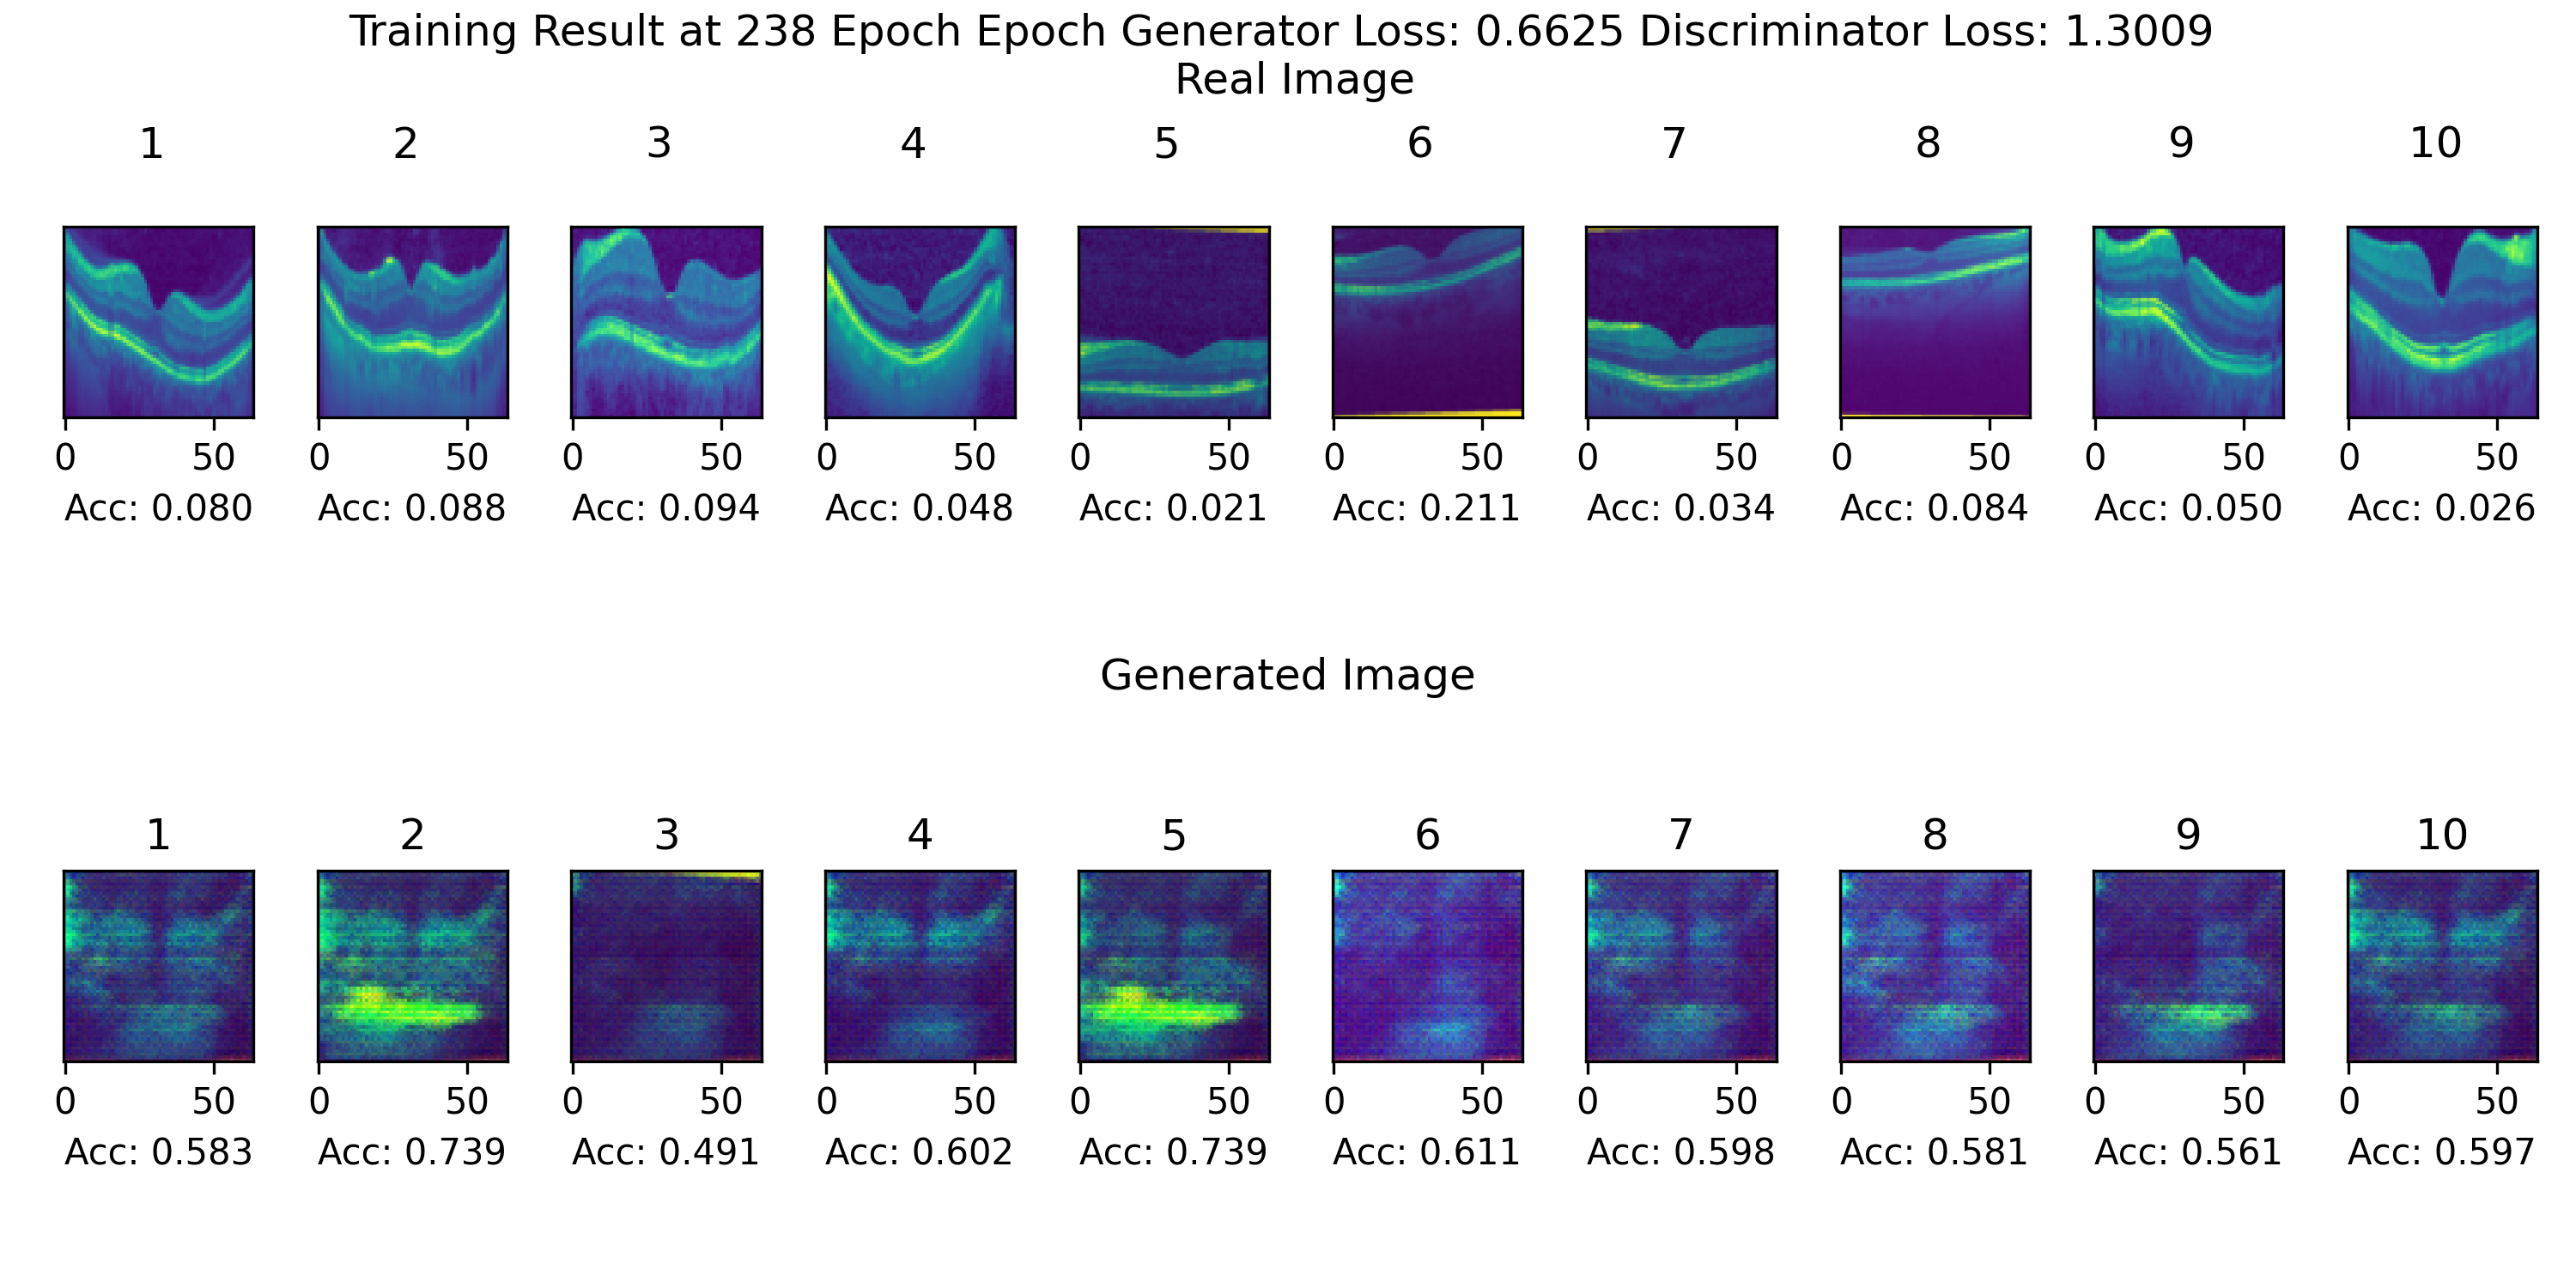 Training Result at 238 Epoch Epoch Generator Loss: 0.6625 Discriminator Loss: 1.3009
Real Image
1 2 3 4 5 6 7 8 9 10
0 50 0 50 0 50 0 50 0 50 0 50 0 50 0 50 0 50 0 50
Acc: 0.080 Acc: 0.088 Acc: 0.094 Acc: 0.048 Acc: 0.021 Acc: 0.211 Acc: 0.034 Acc: 0.084 Acc: 0.050 Acc: 0.026
Generated Image
1 2 3 4 5 6 7 8 9 10
0 50 0 50 0 50 0 50 0 50 0 50 0 50 0 50 0 50 0 50
Acc: 0.583 Acc: 0.739 Acc: 0.491 Acc: 0.602 Acc: 0.739 Acc: 0.611 Acc: 0.598 Acc: 0.581 Acc: 0.561 Acc: 0.597